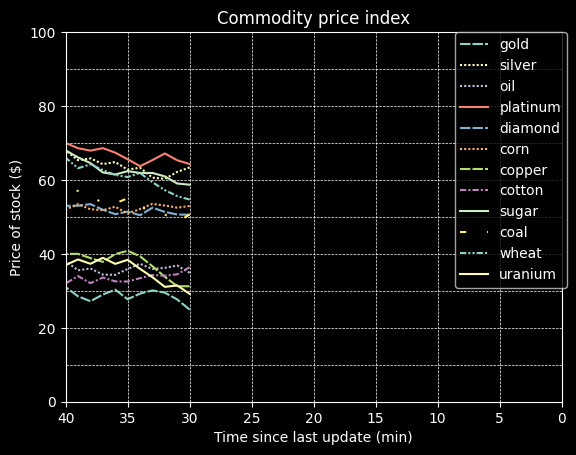 Commodity price index
Price of stock ($)
100
80
60
40
20
0
gold
silver
oil
platinum
diamond
corn
copper
cotton
sugar
coal
wheat
uranium
40 35 30 25 20 15 10 5 0
Time since last update (min)